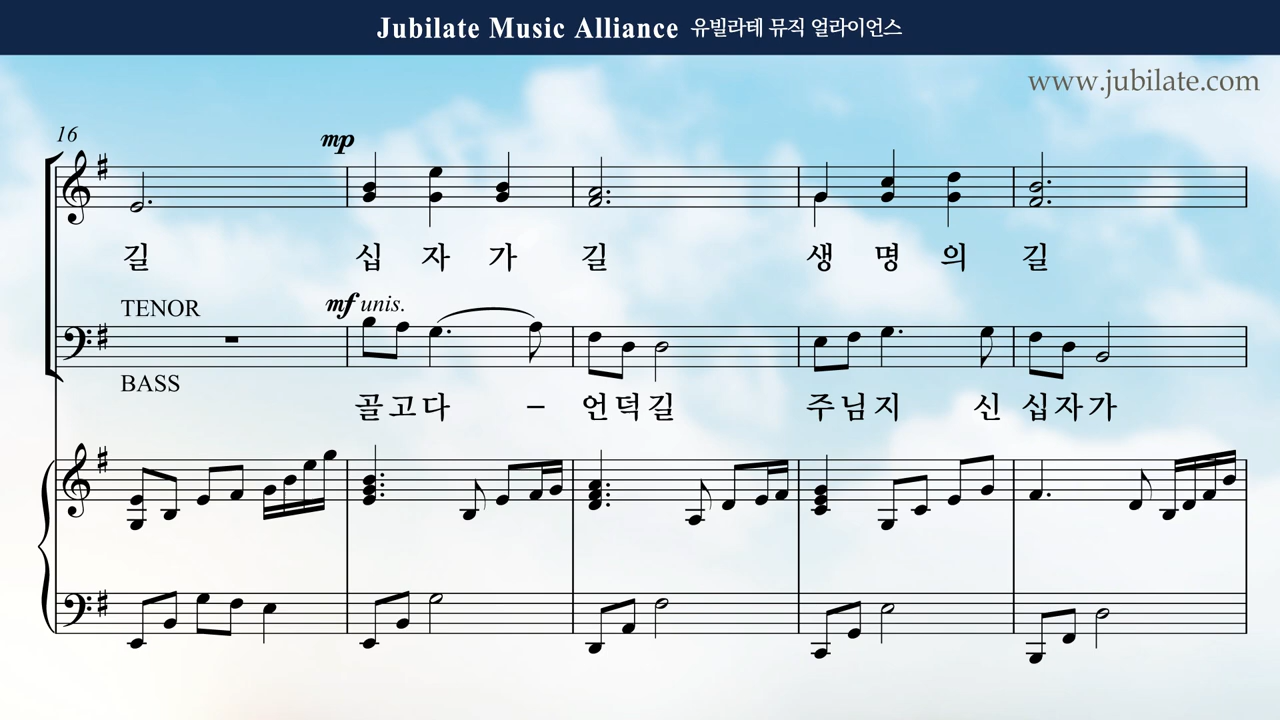 Jubilate Music Alliance 유빌라테 뮤직 얼라이언스
www.jubilate.com
16
mp
길 십 자 가 길 생 명 의 길
TENOR
mf unis.
BASS
골 고 다 – 언 덕 길 주 님 지 신 십 자 가